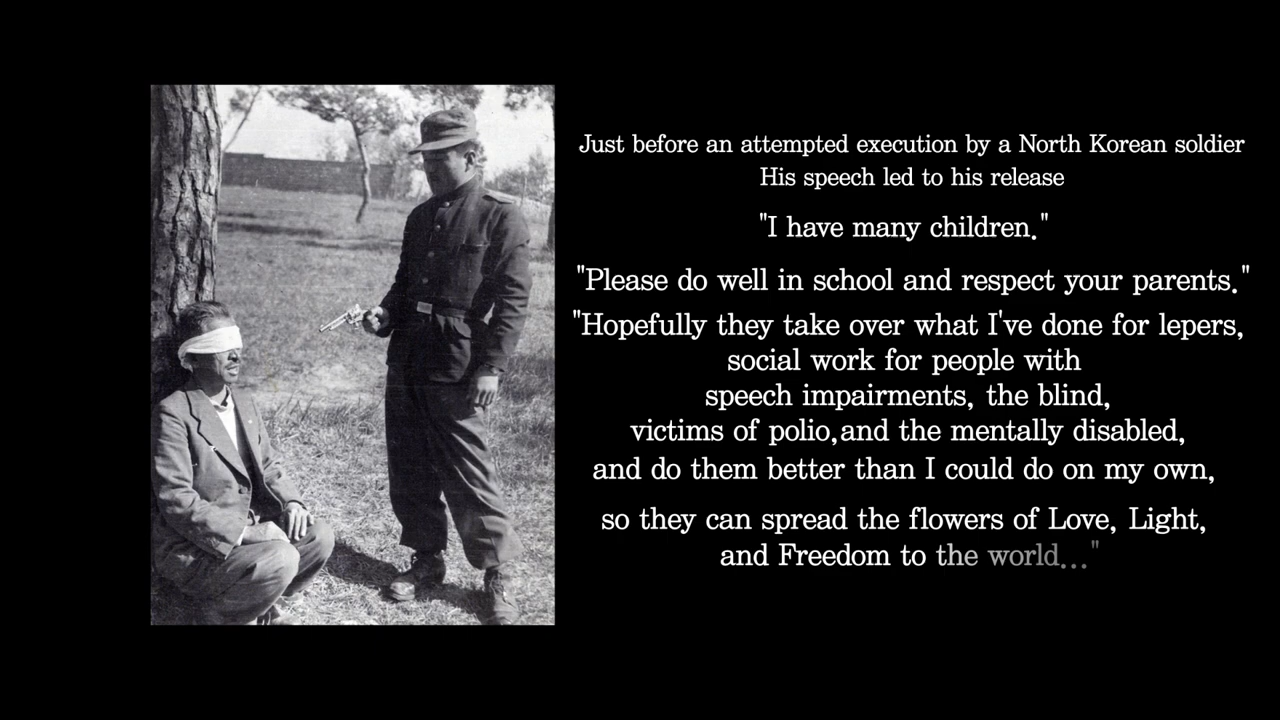 Just before an attempted execution by a North Korean soldier
His speech led to his release
"I have many children."
"Please do well in school and respect your parents."
"Hopefully they take over what I've done for lepers,
social work for people with
speech impairments, the blind,
victims of polio,and the mentally disabled,
and do them better than I could do on my own,
so they can spread the flowers of Love, Light,
and Freedom to the world..."